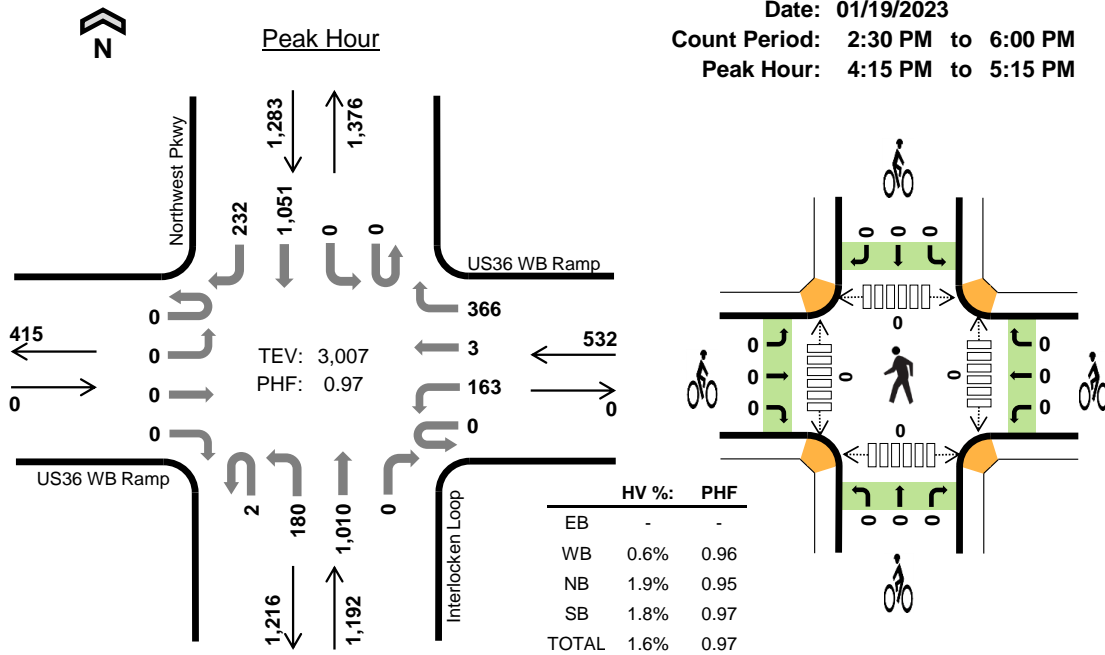 Date: 01/19/2023
Count Period: 2:30 PM to 6:00 PM
Peak Hour: 4:15 PM to 5:15 PM
N
Peak Hour
1,283
1,376
Northwest Pkwy
232
1,051
0
0
US36 WB Ramp
0
0
0
0
415
0
TEV: 3,007
PHF: 0.97
366
3
163
0
532
0
US36 WB Ramp
2
180
1,010
0
Interlocken Loop
1,216
1,192
HV %: PHF
EB - -
WB 0.6% 0.96
NB 1.9% 0.95
SB 1.8% 0.97
TOTAL 1.6% 0.97
0 0 0
0
0
0
0
0
0
0
0
0
0
0
0 0 0